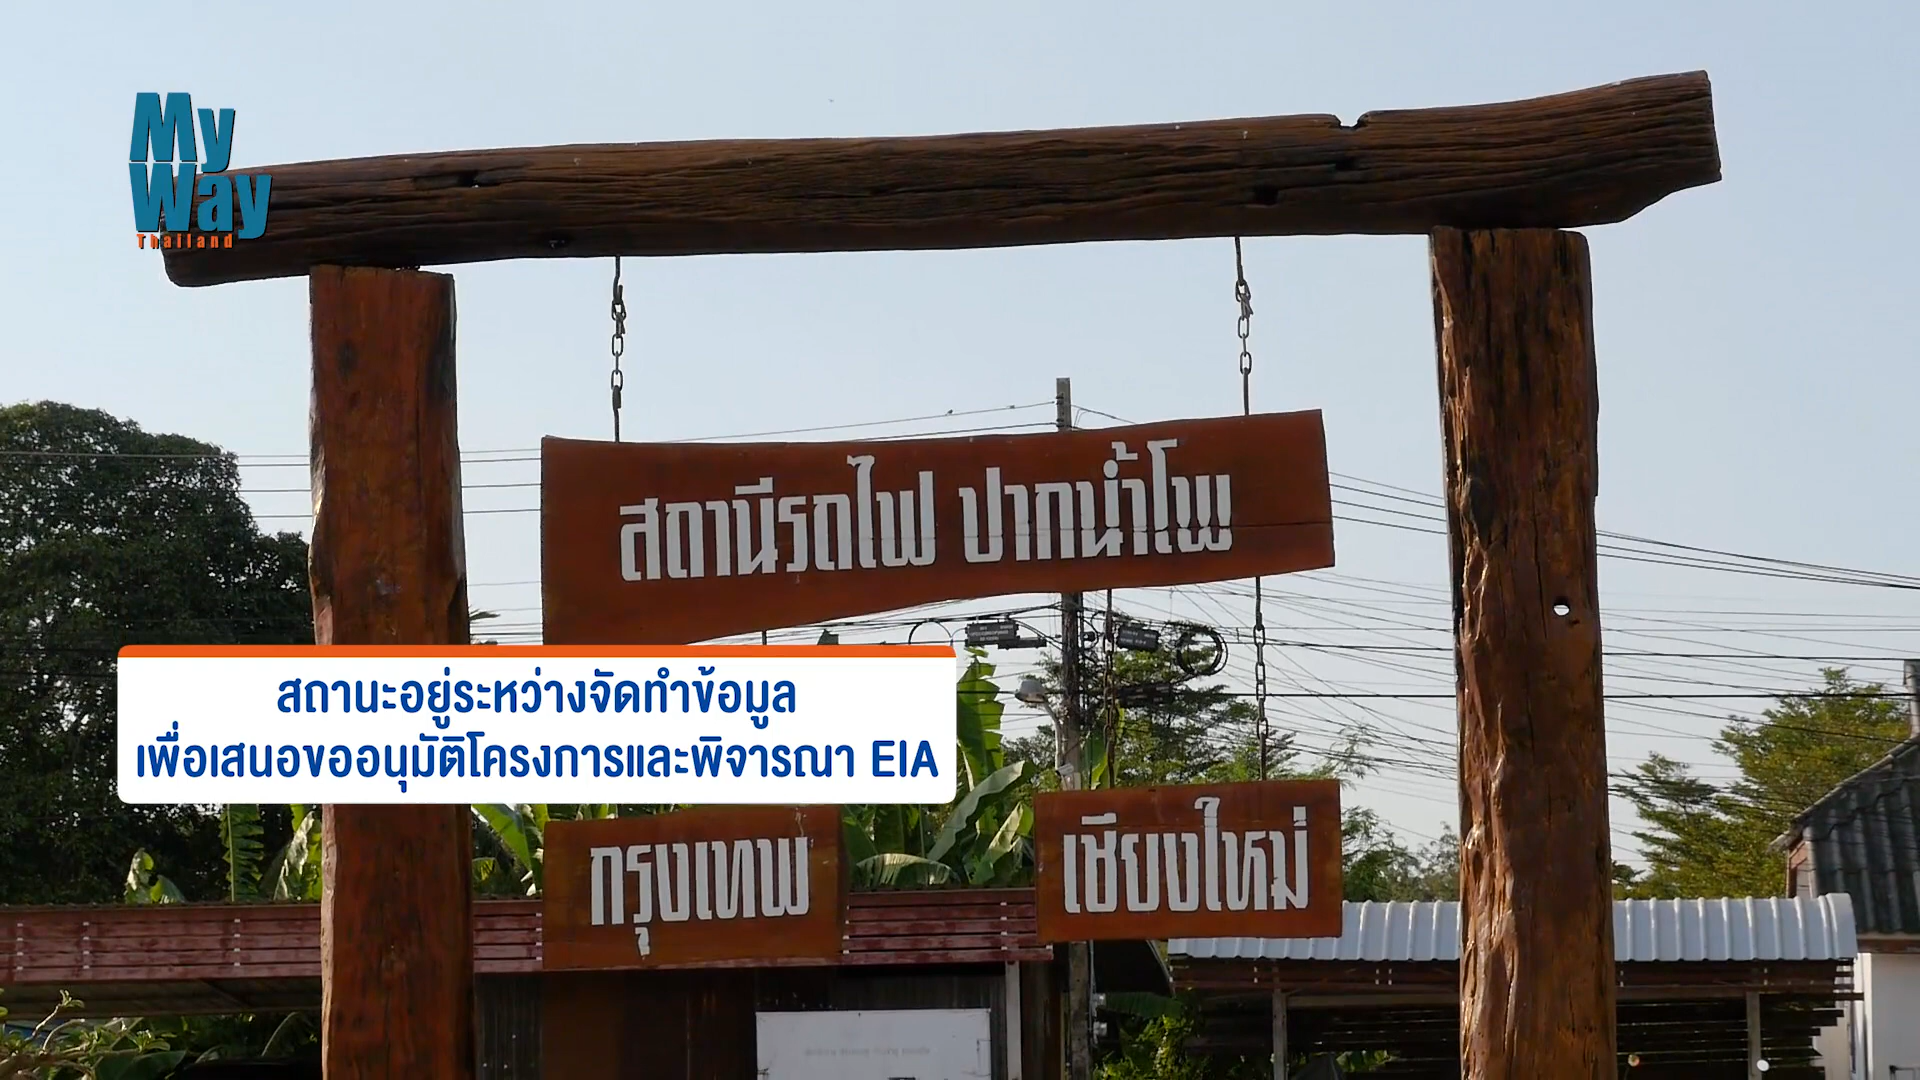 My
Way
Thailand
สถานีรถไฟ ปากน้ำโพ
สถานะอยู่ระหว่างจัดทำข้อมูล
เพื่อเสนอขออนุมัติโครงการและพิจารณา EIA
กรุงเทพ
เชียงใหม่